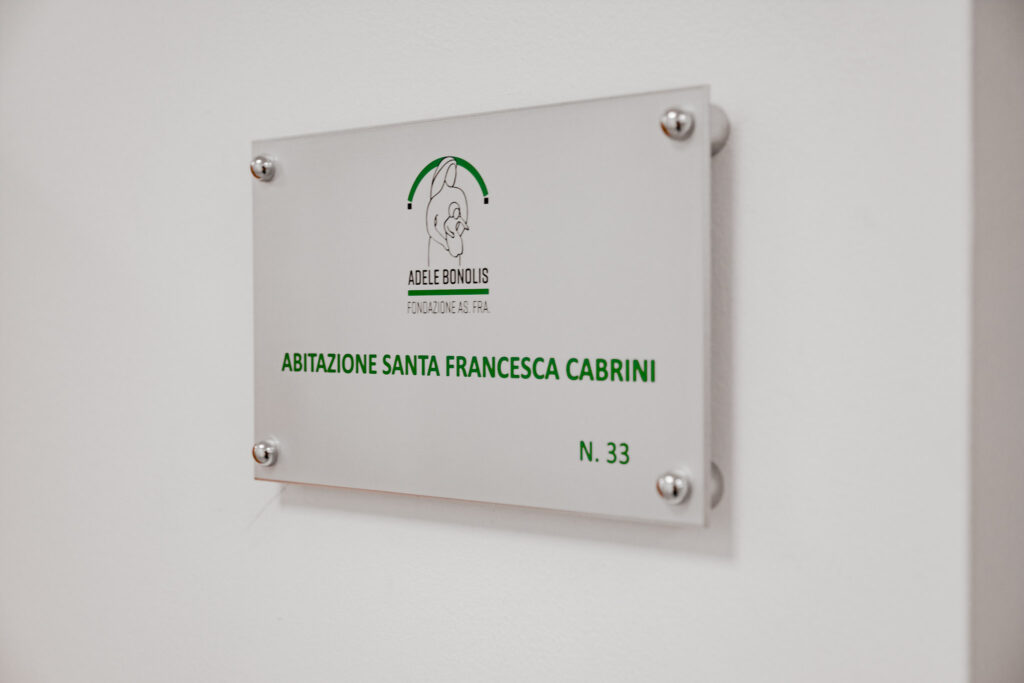 ADELE BONOLIS
FONDAZIONE AS. FRA.
ABITAZIONE SANTA FRANCESCA CABRINI
N. 33